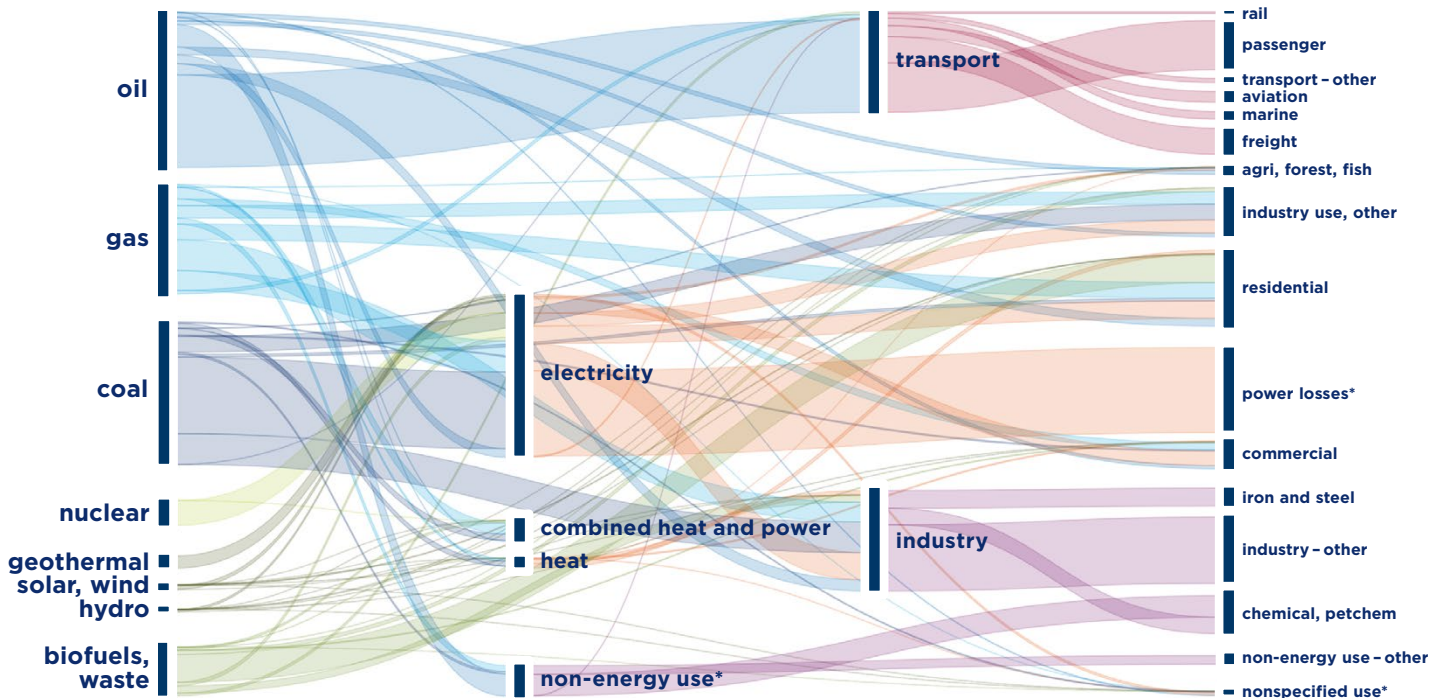 oil
gas
coal
nuclear
geothermal
solar, wind
hydro
biofuels,
waste
electricity
combined heat and power
heat
non-energy use*
transport
industry
rail
passenger
transport – other
aviation
marine
freight
agri, forest, fish
industry use, other
residential
power losses*
commercial
iron and steel
industry – other
chemical, petchem
non-energy use – other
nonspecified use*